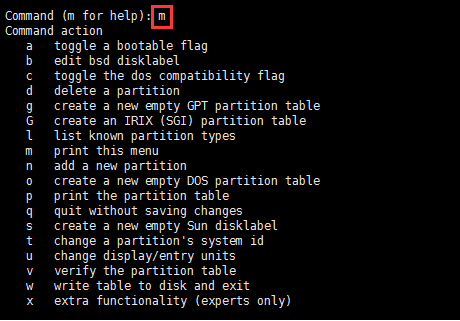 Command (m for help): m
Command action
a   toggle a bootable flag
b   edit bsd disklabel
c   toggle the dos compatibility flag
d   delete a partition
g   create a new empty GPT partition table
G   create an IRIX (SGI) partition table
l   list known partition types
m   print this menu
n   add a new partition
o   create a new empty DOS partition table
p   print the partition table
q   quit without saving changes
s   create a new empty Sun disklabel
t   change a partition's system id
u   change display/entry units
v   verify the partition table
w   write table to disk and exit
x   extra functionality (experts only)